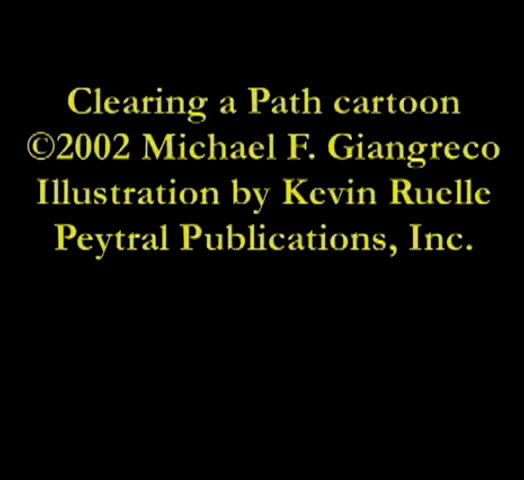 Clearing a Path cartoon
©2002 Michael F. Giangreco
Illustration by Kevin Ruelle
Peytral Publications, Inc.